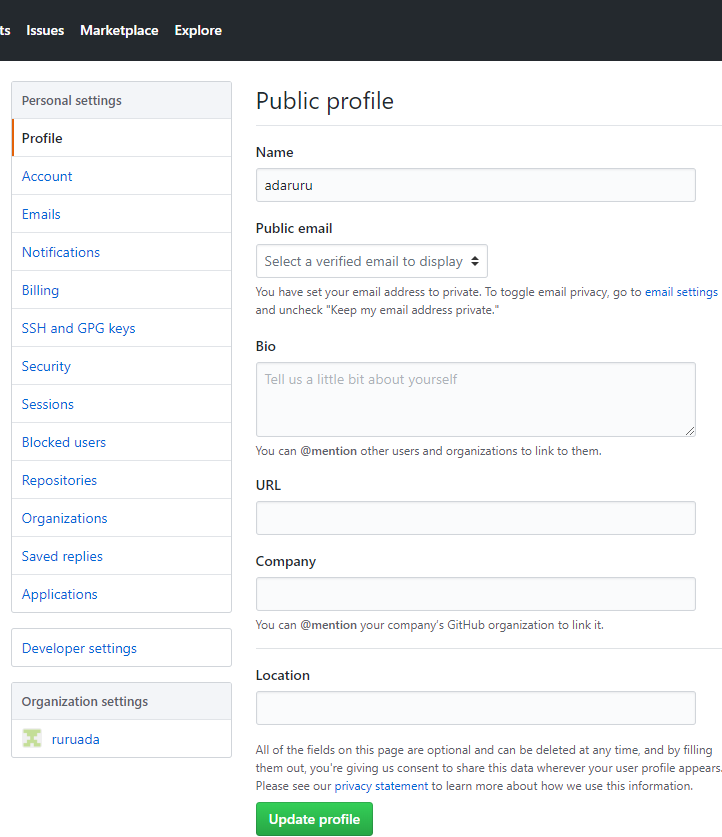 ts Issues Marketplace Explore
Personal settings
Profile
Account
Emails
Notifications
Billing
SSH and GPG keys
Security
Sessions
Blocked users
Repositories
Organizations
Saved replies
Applications
Developer settings
Organization settings
ruruada
Public profile
Name
adaruru
Public email
Select a verified email to display
You have set your email address to private. To toggle email privacy, go to email settings
and uncheck "Keep my email address private."
Bio
Tell us a little bit about yourself
You can @mention other users and organizations to link to them.
URL
Company
You can @mention your company's GitHub organization to link it.
Location
All of the fields on this page are optional and can be deleted at any time, and by filling
them out, you're giving us consent to share this data wherever your user profile appears.
Please see our privacy statement to learn more about how we use this information.
Update profile